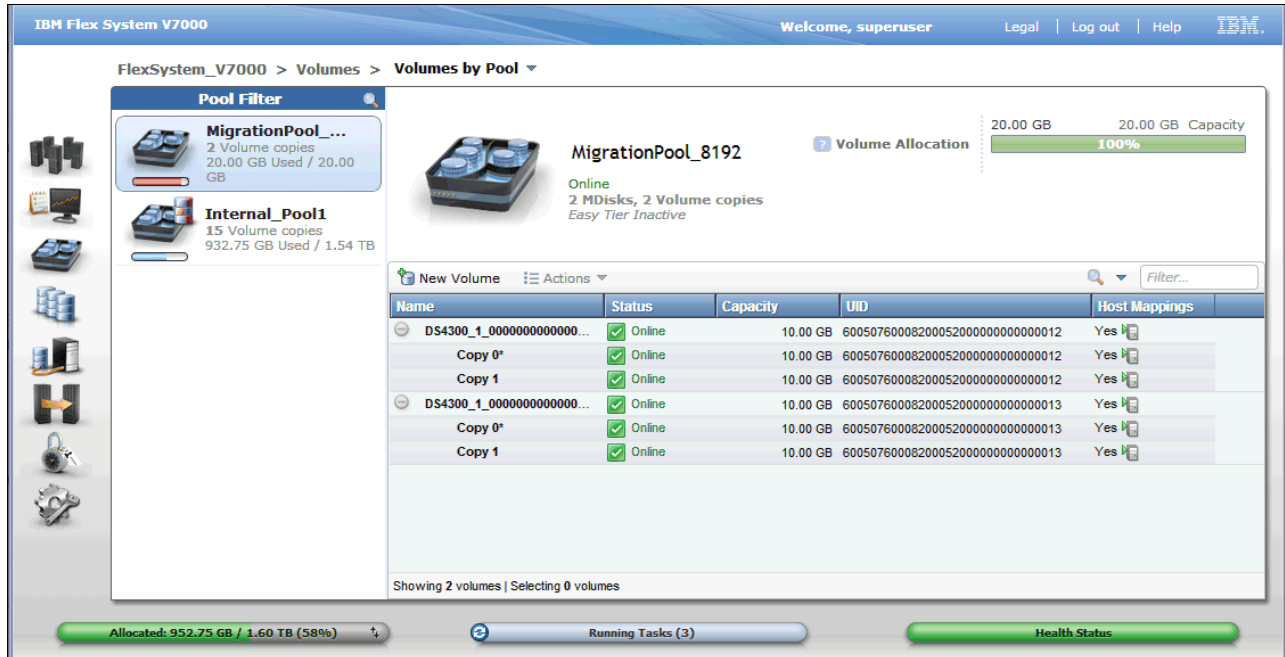 IBM Flex System V7000
Welcome, superuser
Legal | Log out | Help
IBM.
FlexSystem_V7000 > Volumes > Volumes by Pool
Pool Filter
MigrationPool_...
2 Volume copies
20.00 GB Used / 20.00
GB
Internal_Pool1
15 Volume copies
932.75 GB Used / 1.54 TB
MigrationPool_8192
Online
2 MDisks, 2 Volume copies
Easy Tier Inactive
? Volume Allocation
20.00 GB 20.00 GB Capacity
100%
New Volume Actions Filter...
Name Status Capacity UID Host Mappings
DS4300_1_0000000000000... Online 10.00 GB 60050760008200052000000000000012 Yes
Copy 0* Online 10.00 GB 60050760008200052000000000000012 Yes
Copy 1 Online 10.00 GB 60050760008200052000000000000012 Yes
DS4300_1_0000000000000... Online 10.00 GB 60050760008200052000000000000013 Yes
Copy 0* Online 10.00 GB 60050760008200052000000000000013 Yes
Copy 1 Online 10.00 GB 60050760008200052000000000000013 Yes
Showing 2 volumes | Selecting 0 volumes
Allocated: 952.75 GB / 1.60 TB (58%)
Running Tasks (3)
Health Status